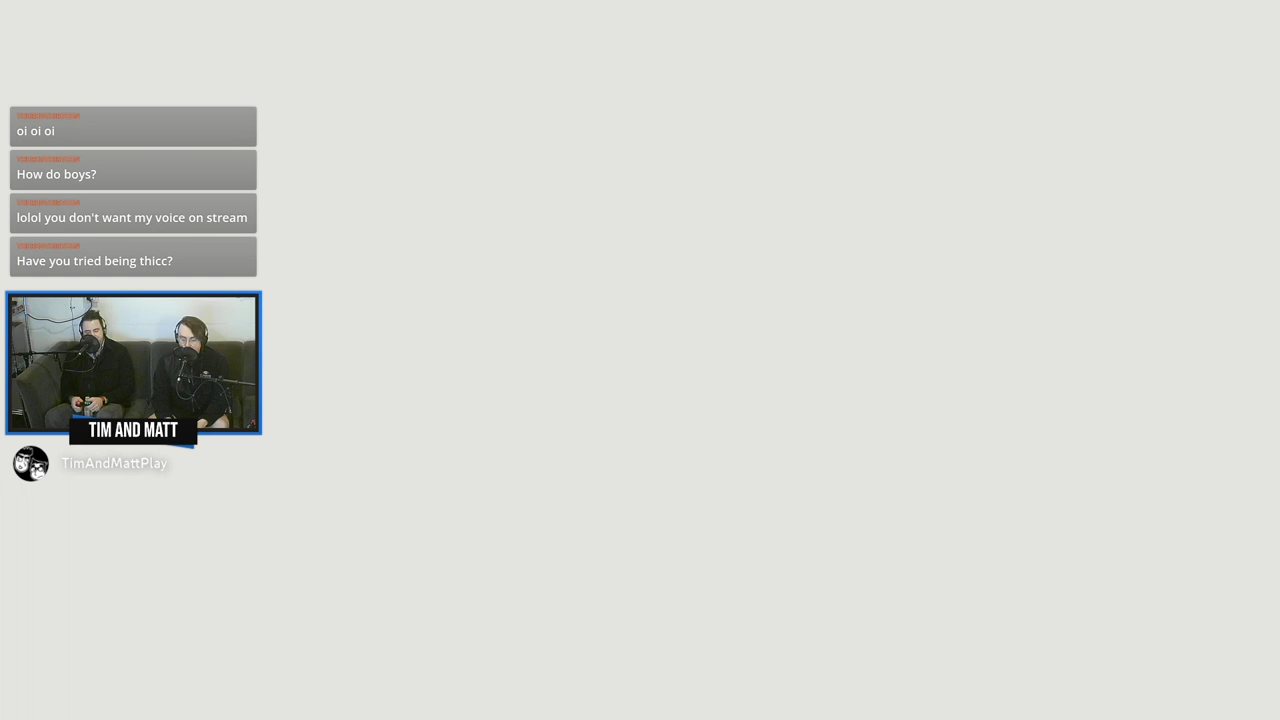 oi oi oi
How do boys?
lolol you don't want my voice on stream
Have you tried being thicc?
TIM AND MATT
TimAndMattPlay